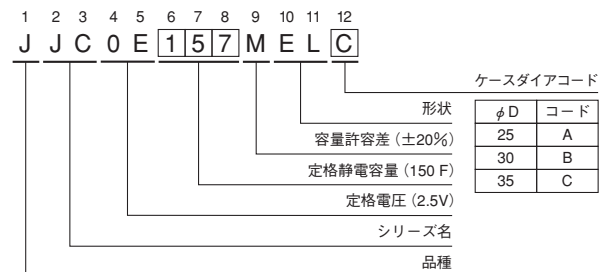 1 2 3 4 5 6 7 8 9 10 11 12
J J C 0 E 1 5 7 M E L C
ケースダイアコード
形状
容量許容差 (±20%)
定格静電容量 (150 F)
定格電圧 (2.5V)
シリーズ名
品種
φD コード
25 A
30 B
35 C